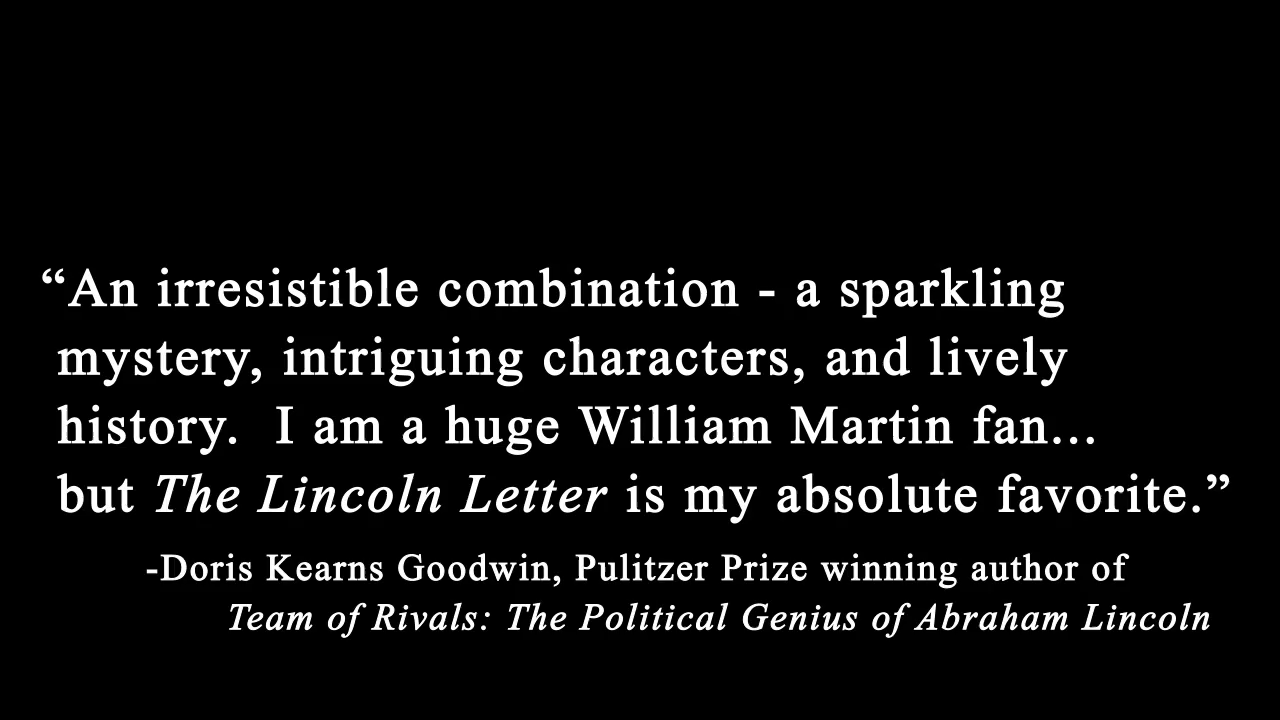 “An irresistible combination - a sparkling
mystery, intriguing characters, and lively
history.  I am a huge William Martin fan...
but The Lincoln Letter is my absolute favorite.”
-Doris Kearns Goodwin, Pulitzer Prize winning author of
Team of Rivals: The Political Genius of Abraham Lincoln